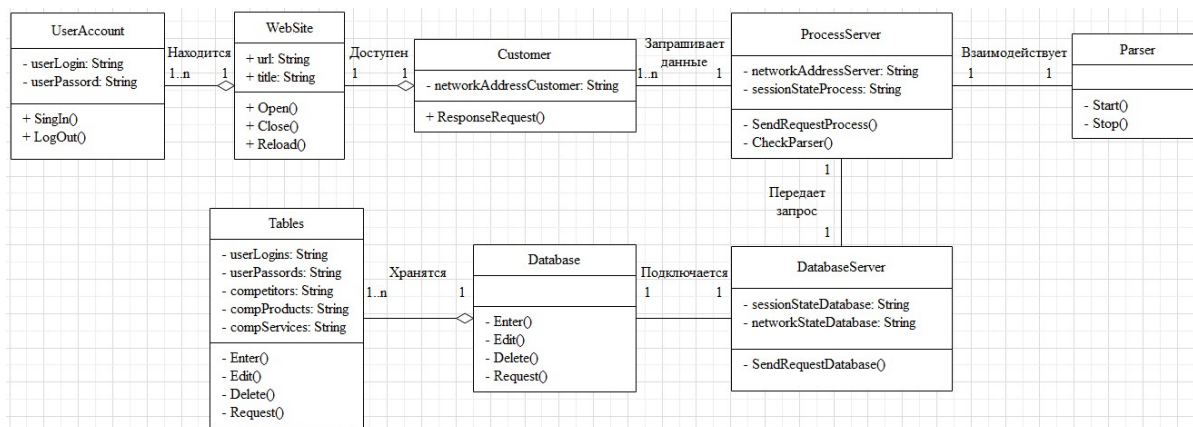 UserAccount
- userLogin: String
- userPassord: String
+ SingIn()
+ LogOut()
Находится
1..n 1
WebSite
+ url: String
+ title: String
+ Open()
+ Close()
+ Reload()
Доступен
1 1
Customer
- networkAddressCustomer: String
+ ResponseRequest()
Запрашивает
данные
1..n 1
ProcessServer
- networkAddressServer: String
- sessionStateProcess: String
- SendRequestProcess()
- CheckParser()
Взаимодействует
1 1
Parser
- Start()
- Stop()
1
Передает
запрос
1
Tables
- userLogins: String
- userPassords: String
- competitors: String
- compProducts: String
- compServices: String
- Enter()
- Edit()
- Delete()
- Request()
Хранятся
1..n 1
Database
- Enter()
- Edit()
- Delete()
- Request()
Подключается
1 1
DatabaseServer
- sessionStateDatabase: String
- networkStateDatabase: String
- SendRequestDatabase()